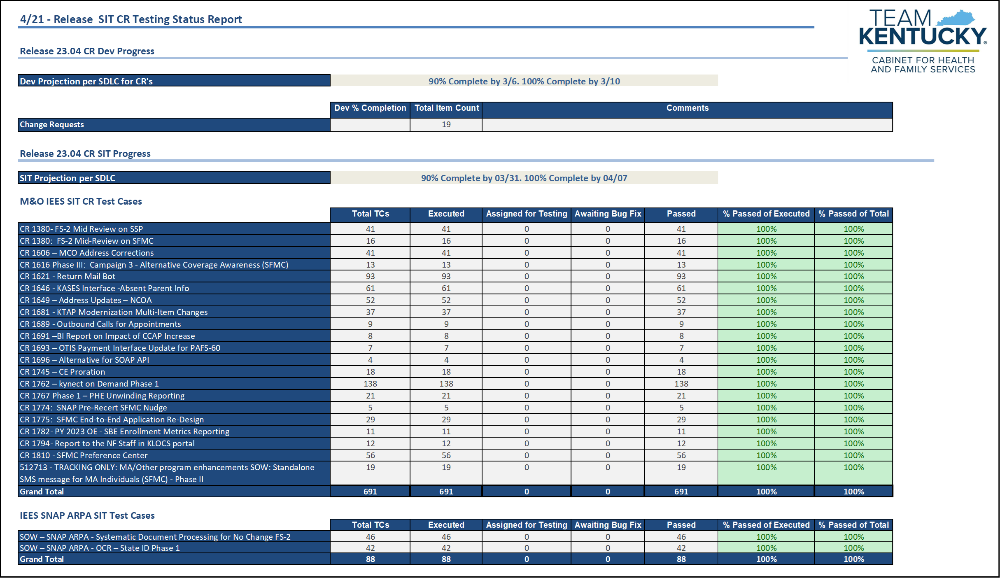 4/21 - Release  SIT CR Testing Status Report
TEAM
KENTUCKY®
CABINET FOR HEALTH
AND FAMILY SERVICES
Release 23.04 CR Dev Progress
Dev Projection per SDLC for CR's 90% Complete by 3/6. 100% Complete by 3/10
Dev % Completion Total Item Count Comments
Change Requests 19
Release 23.04 CR SIT Progress
SIT Projection per SDLC 90% Complete by 03/31. 100% Complete by 04/07
M&O IEES SIT CR Test Cases
Total TCs Executed Assigned for Testing Awaiting Bug Fix Passed % Passed of Executed % Passed of Total
CR 1380- FS-2 Mid Review on SSP 41 41 0 0 41 100% 100%
CR 1380:  FS-2 Mid-Review on SFMC 16 16 0 0 16 100% 100%
CR 1606 – MCO Address Corrections 41 41 0 0 41 100% 100%
CR 1616 Phase III:  Campaign 3 - Alternative Coverage Awareness (SFMC) 13 13 0 0 13 100% 100%
CR 1621 - Return Mail Bot 93 93 0 0 93 100% 100%
CR 1646 - KASES Interface -Absent Parent Info 61 61 0 0 61 100% 100%
CR 1649 – Address Updates – NCOA 52 52 0 0 52 100% 100%
CR 1681 - KTAP Modernization Multi-Item Changes 37 37 0 0 37 100% 100%
CR 1689 - Outbound Calls for Appointments 9 9 0 0 9 100% 100%
CR 1691 –BI Report on Impact of CCAP Increase 8 8 0 0 8 100% 100%
CR 1693 – OTIS Payment Interface Update for PAFS-60 7 7 0 0 7 100% 100%
CR 1696 – Alternative for SOAP API 4 4 0 0 4 100% 100%
CR 1745 – CE Proration 18 18 0 0 18 100% 100%
CR 1762 – kynect on Demand Phase 1 138 138 0 0 138 100% 100%
CR 1767 Phase 1 – PHE Unwinding Reporting 21 21 0 0 21 100% 100%
CR 1774:  SNAP Pre-Recert SFMC Nudge 5 5 0 0 5 100% 100%
CR 1775:  SFMC End-to-End Application Re-Design 29 29 0 0 29 100% 100%
CR 1782- PY 2023 OE - SBE Enrollment Metrics Reporting 11 11 0 0 11 100% 100%
CR 1794- Report to the NF Staff in KLOCS portal 12 12 0 0 12 100% 100%
CR 1810 - SFMC Preference Center 56 56 0 0 56 100% 100%
512713 - TRACKING ONLY: MA/Other program enhancements SOW: Standalone 19 19 0 0 19 100% 100%
SMS message for MA Individuals (SFMC) - Phase II
Grand Total 691 691 0 0 691 100% 100%
IEES SNAP ARPA SIT Test Cases
Total TCs Executed Assigned for Testing Awaiting Bug Fix Passed % Passed of Executed % Passed of Total
SOW – SNAP ARPA - Systematic Document Processing for No Change FS-2 46 46 0 0 46 100% 100%
SOW – SNAP ARPA - OCR – State ID Phase 1 42 42 0 0 42 100% 100%
Grand Total 88 88 0 0 88 100% 100%